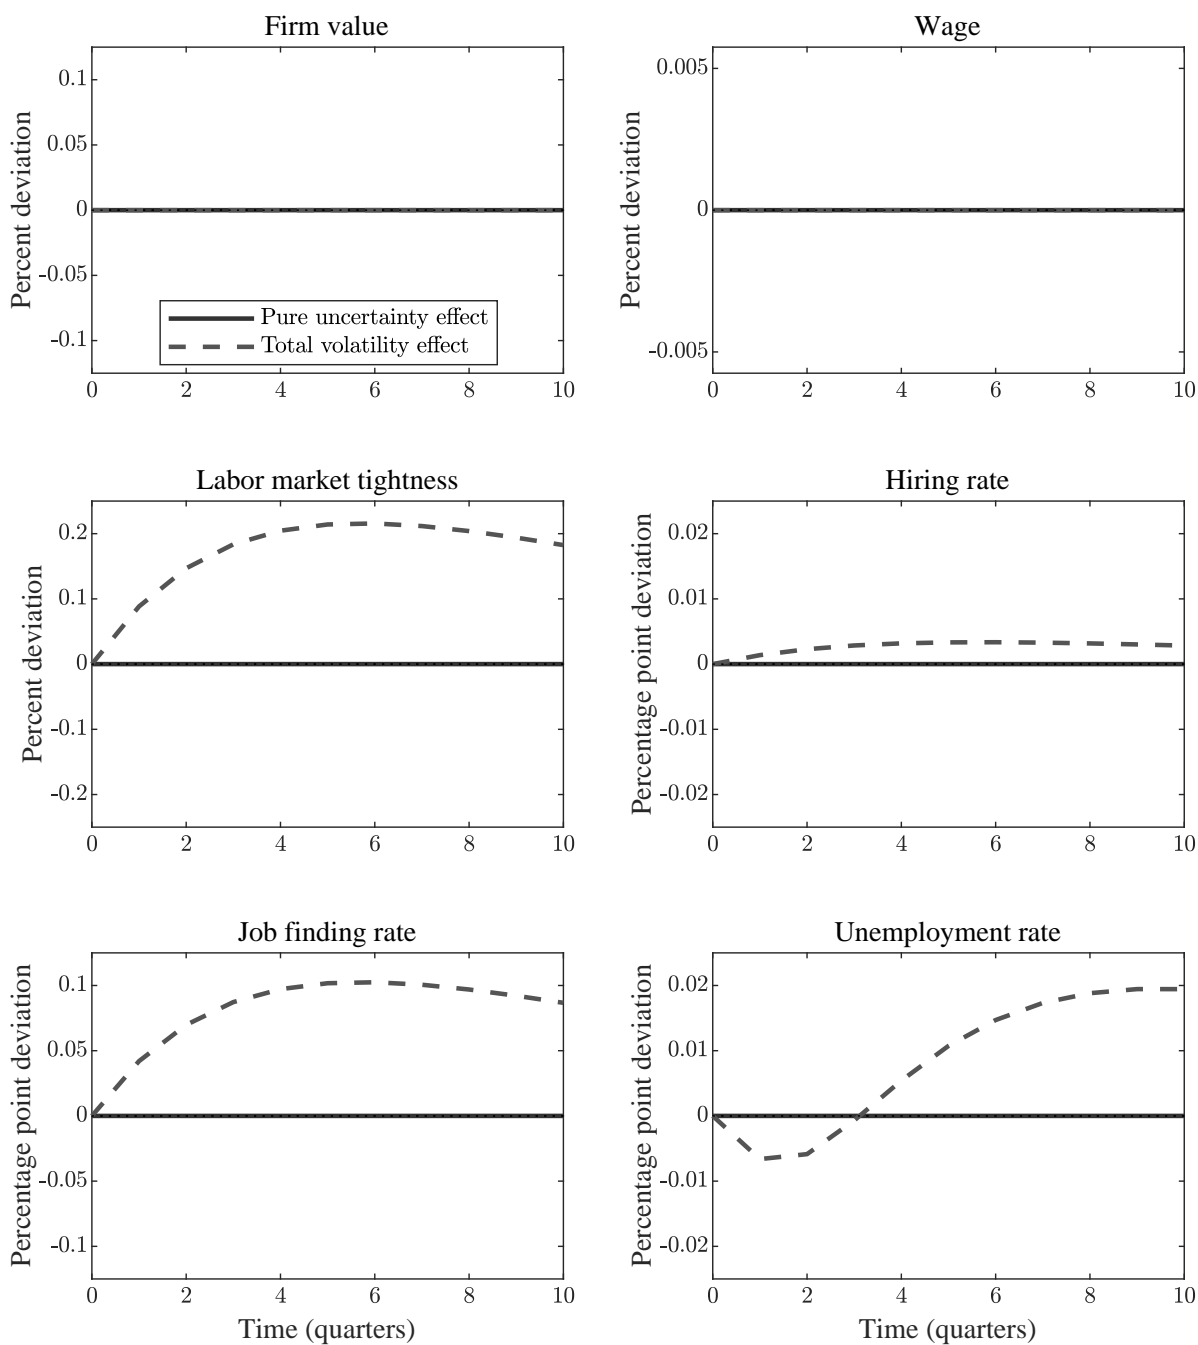 Firm value
Percent deviation
0.1
0.05
0
-0.05
-0.1
Pure uncertainty effect
Total volatility effect
0 2 4 6 8 10
Wage
Percent deviation
0.005
0
-0.005
0 2 4 6 8 10
Labor market tightness
Percent deviation
0.2
0.1
0
-0.1
-0.2
0 2 4 6 8 10
Hiring rate
Percentage point deviation
0.02
0.01
0
-0.01
-0.02
0 2 4 6 8 10
Job finding rate
Percentage point deviation
0.1
0.05
0
-0.05
-0.1
0 2 4 6 8 10
Time (quarters)
Unemployment rate
Percentage point deviation
0.02
0.01
0
-0.01
-0.02
0 2 4 6 8 10
Time (quarters)